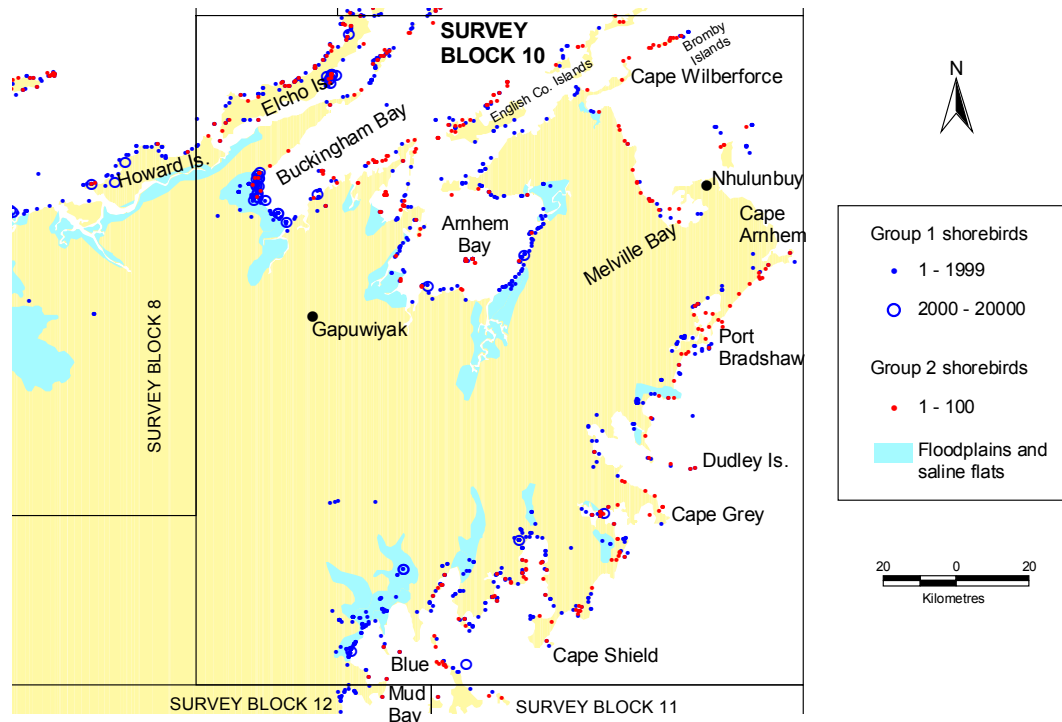 SURVEY
BLOCK 10
Bromby
Islands
Cape Wilberforce
English Co. Islands
Elcho Is.
Buckingham Bay
Howard Is.
Nhulunbuy
Cape
Arnhem
Arnhem
Bay
Melville Bay
Gapuwiyak
Port
Bradshaw
SURVEY BLOCK 8
Dudley Is.
Cape Grey
Cape Shield
Blue
Mud
Bay
SURVEY BLOCK 12
SURVEY BLOCK 11
N
Group 1 shorebirds
1 - 1999
2000 - 20000
Group 2 shorebirds
1 - 100
Floodplains and
saline flats
20 0 20
Kilometres